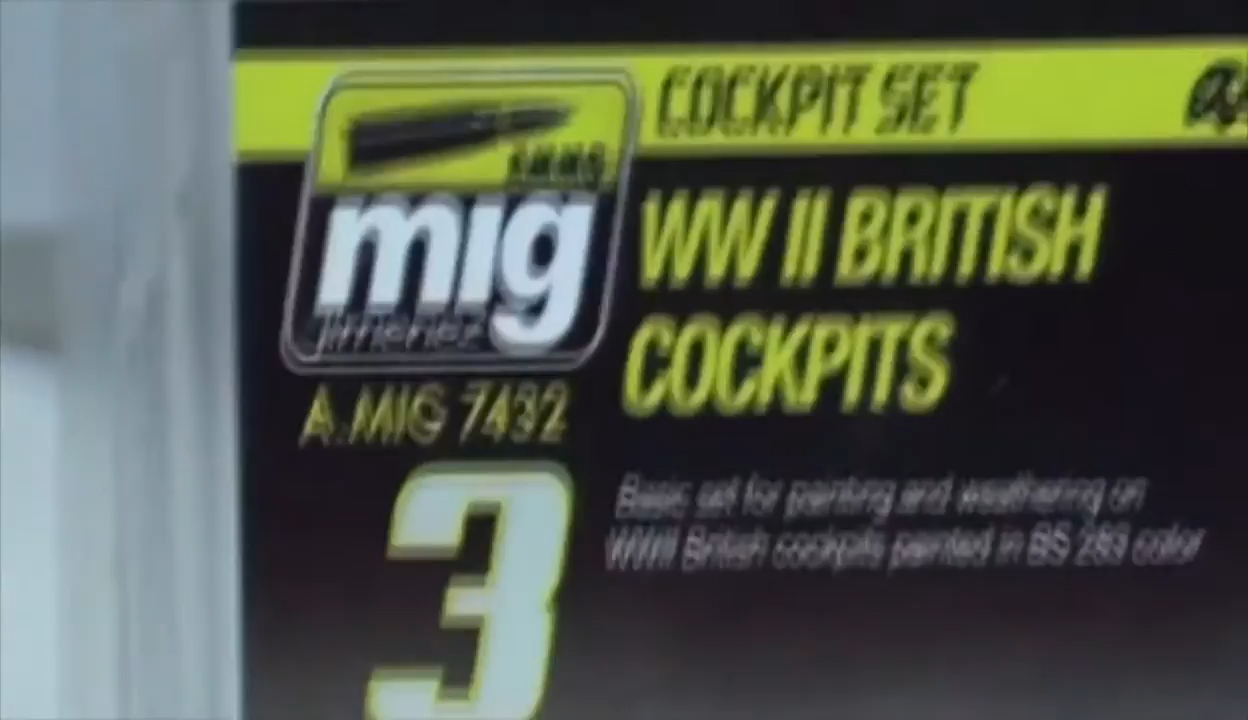 COCKPIT SET
AMMO
mig
jimenez
A.MIG 7432
WW II BRITISH
COCKPITS
3
Basic set for painting and weathering on
WWII British cockpits painted in BS 283 color